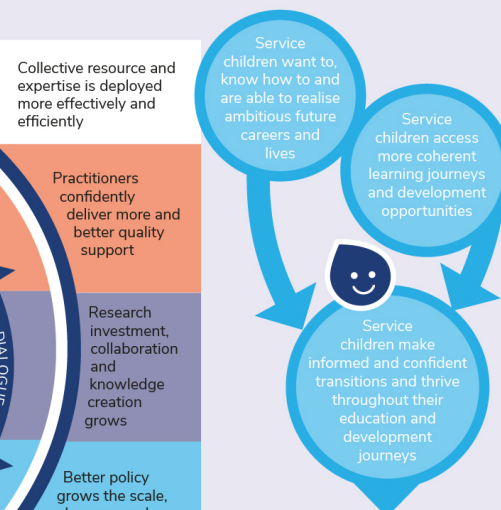 Collective resource and
expertise is deployed
more effectively and
efficiently
Practitioners
confidently
deliver more and
better quality
support
Research
investment,
collaboration
and
knowledge
creation
grows
Better policy
grows the scale,
DIALOGUE
Service
children want to,
know how to and
are able to realise
ambitious future
careers and
lives
Service
children access
more coherent
learning journeys
and development
opportunities
Service
children make
informed and confident
transitions and thrive
throughout their
education and
development
journeys